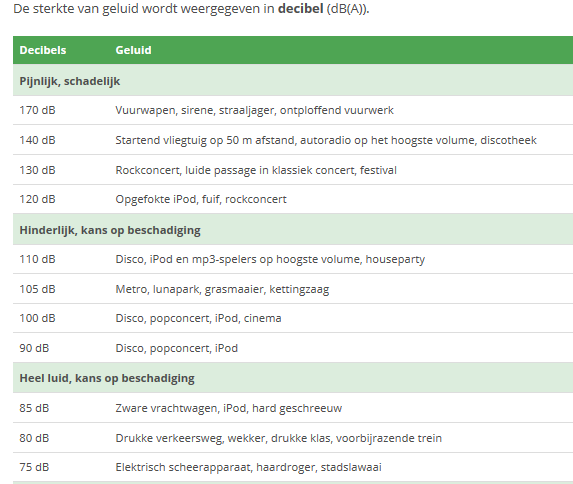 De sterkte van geluid wordt weergegeven in decibel (dB(A)).
Decibels Geluid
Pijnlijk, schadelijk
170 dB Vuurwapen, sirene, straaljager, ontploffend vuurwerk
140 dB Startend vliegtuig op 50 m afstand, autoradio op het hoogste volume, discotheek
130 dB Rockconcert, luide passage in klassiek concert, festival
120 dB Opgefokte iPod, fuif, rockconcert
Hinderlijk, kans op beschadiging
110 dB Disco, iPod en mp3-spelers op hoogste volume, houseparty
105 dB Metro, lunapark, grasmaaier, kettingzaag
100 dB Disco, popconcert, iPod, cinema
90 dB Disco, popconcert, iPod
Heel luid, kans op beschadiging
85 dB Zware vrachtwagen, iPod, hard geschreeuw
80 dB Drukke verkeersweg, wekker, drukke klas, voorbijrazende trein
75 dB Elektrisch scheerapparaat, haardroger, stadslawaai